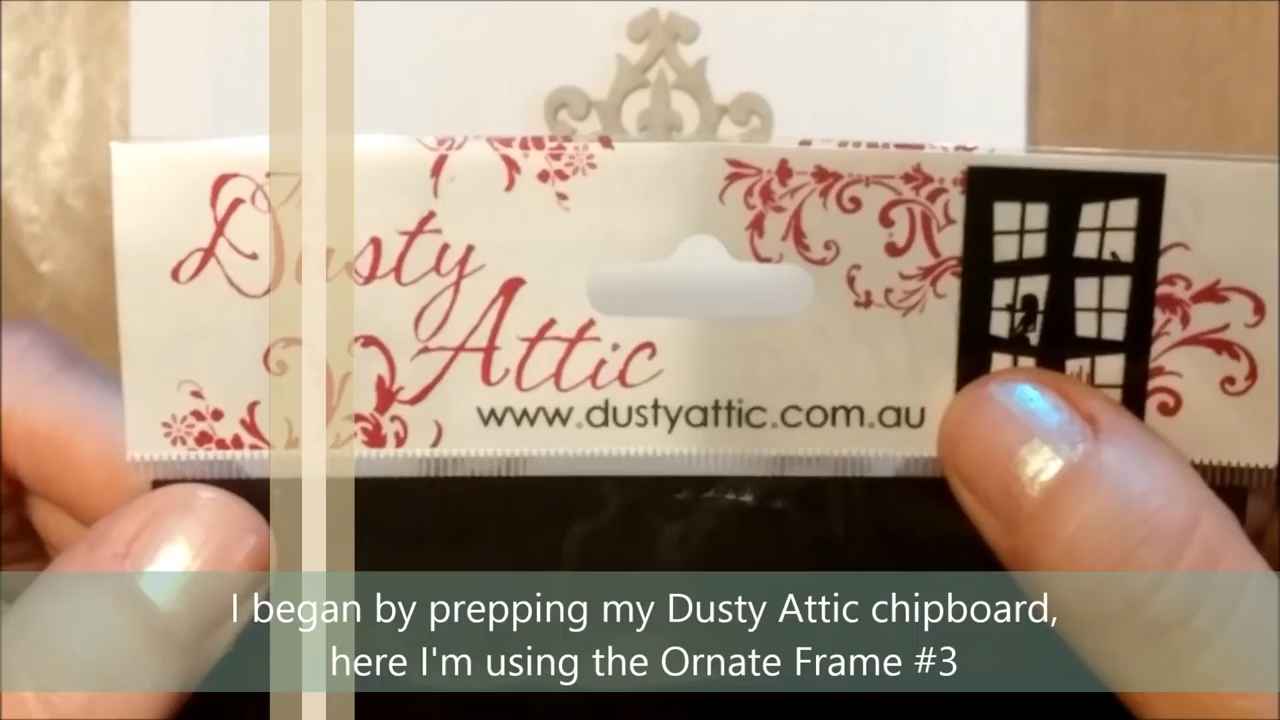 Dusty
Attic
www.dustyattic.com.au
I began by prepping my Dusty Attic chipboard,
here I'm using the Ornate Frame #3